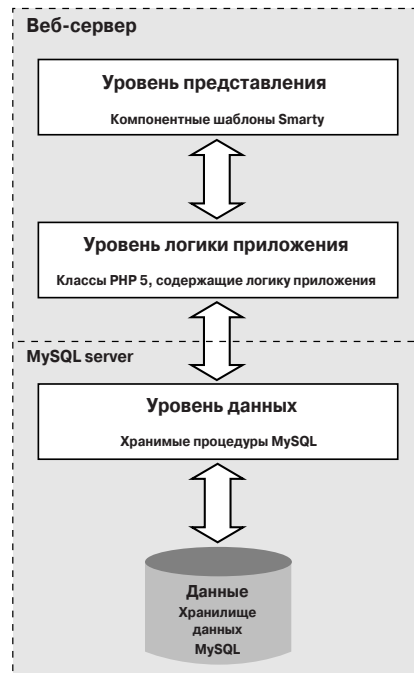 Веб-сервер
Уровень представления
Компонентные шаблоны Smarty
Уровень логики приложения
Классы PHP 5, содержащие логику приложения
MySQL server
Уровень данных
Хранимые процедуры MySQL
Данные
Хранилище
данных
MySQL